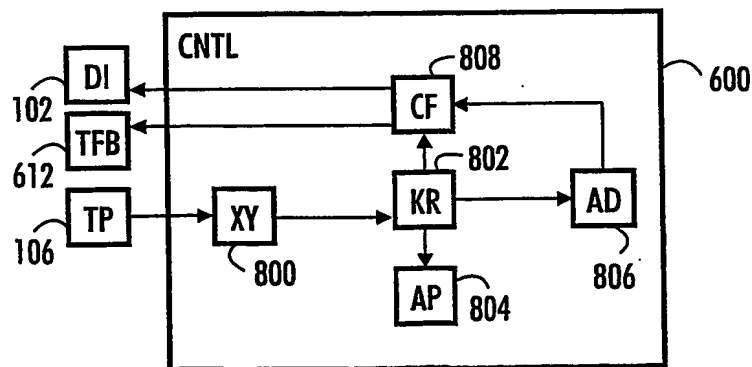 CNTL
808
600
DI
CF
102
TFB
802
612
KR
AD
TP
XY
106
800
806
AP
804